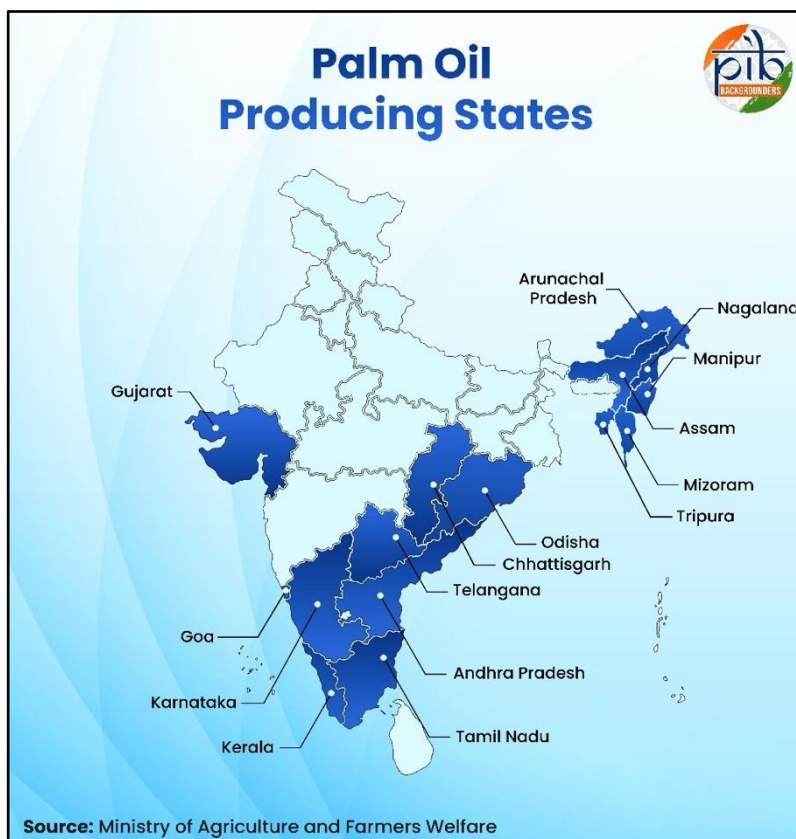 Palm Oil
Producing States
pib
BACKGROUNDERS
Arunachal
Pradesh
Nagaland
Manipur
Gujarat
Assam
Mizoram
Tripura
Odisha
Chhattisgarh
Telangana
Goa
Andhra Pradesh
Karnataka
Tamil Nadu
Kerala
Source: Ministry of Agriculture and Farmers Welfare